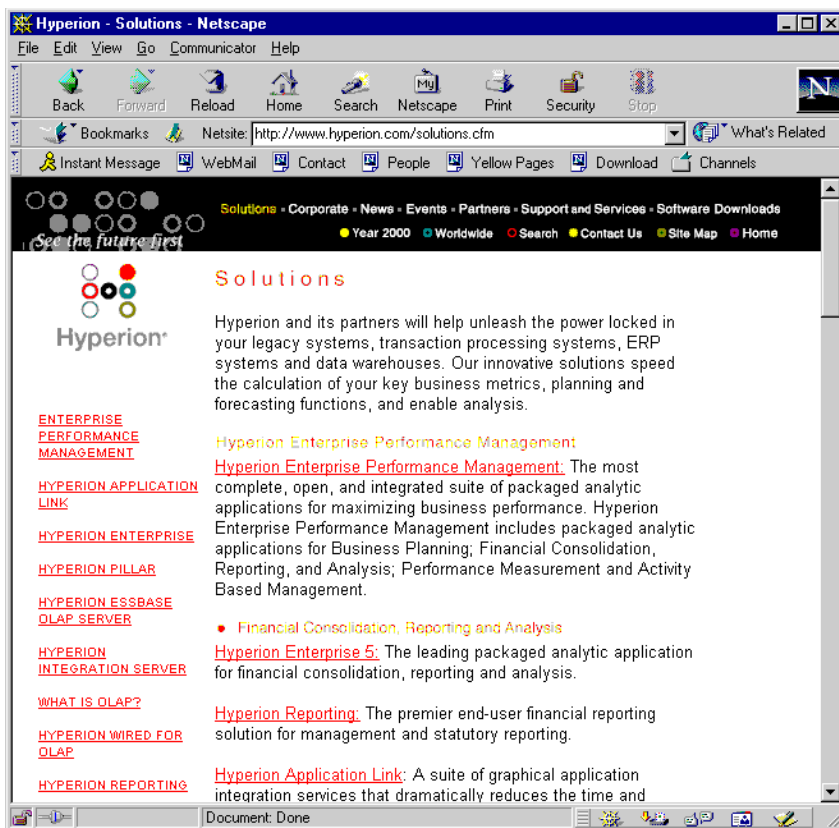 Hyperion - Solutions - Netscape
File Edit View Go Communicator Help
Back Forward Reload Home Search Netscape Print Security Stop
My
N
Bookmarks Netsite: http://www.hyperion.com/solutions.cfm What's Related
Instant Message WebMail Contact People Yellow Pages Download Channels
Solutions - Corporate - News - Events - Partners - Support and Services - Software Downloads
Year 2000 Worldwide Search Contact Us Site Map Home
See the future first
Hyperion
ENTERPRISE
PERFORMANCE
MANAGEMENT
HYPERION APPLICATION
LINK
HYPERION ENTERPRISE
HYPERION PILLAR
HYPERION ESSBASE
OLAP SERVER
HYPERION
INTEGRATION SERVER
WHAT IS OLAP?
HYPERION WIRED FOR
OLAP
HYPERION REPORTING
Solutions
Hyperion and its partners will help unleash the power locked in
your legacy systems, transaction processing systems, ERP
systems and data warehouses. Our innovative solutions speed
the calculation of your key business metrics, planning and
forecasting functions, and enable analysis.
Hyperion Enterprise Performance Management
Hyperion Enterprise Performance Management: The most
complete, open, and integrated suite of packaged analytic
applications for maximizing business performance. Hyperion
Enterprise Performance Management includes packaged analytic
applications for Business Planning; Financial Consolidation,
Reporting, and Analysis; Performance Measurement and Activity
Based Management.
• Financial Consolidation, Reporting and Analysis
Hyperion Enterprise 5: The leading packaged analytic application
for financial consolidation, reporting and analysis.
Hyperion Reporting: The premier end-user financial reporting
solution for management and statutory reporting.
Hyperion Application Link: A suite of graphical application
integration services that dramatically reduces the time and
Document: Done